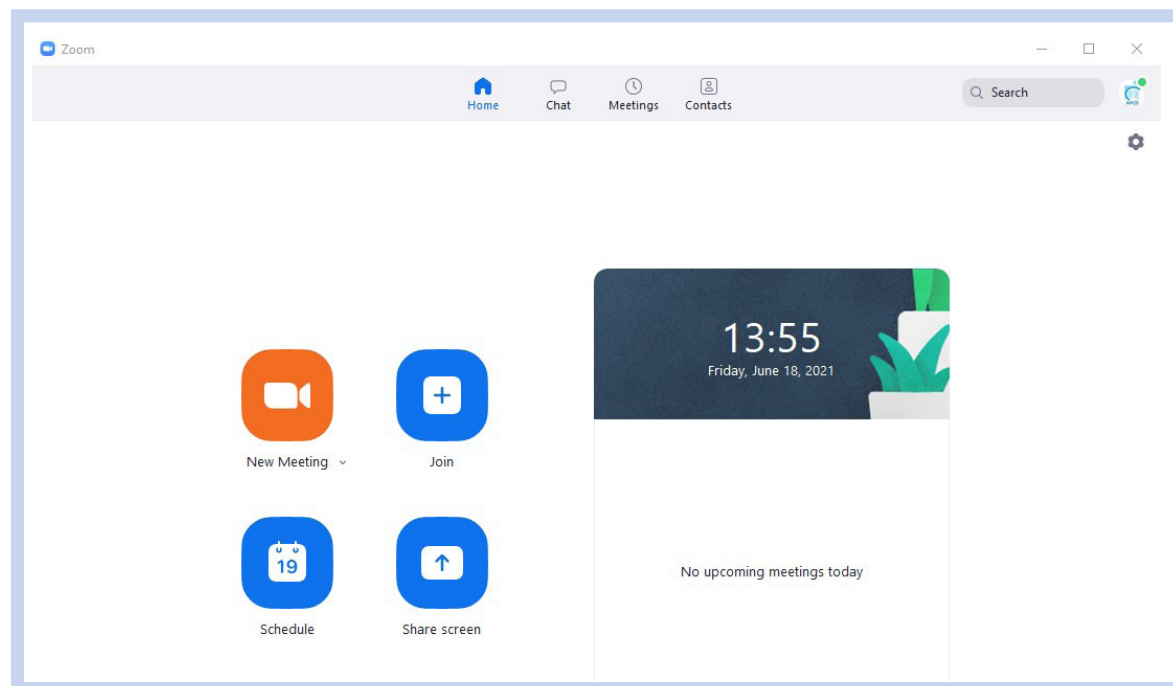 Zoom
Home Chat Meetings Contacts
Search
APCD
13:55
Friday, June 18, 2021
New Meeting
Join
19
Schedule
Share screen
No upcoming meetings today